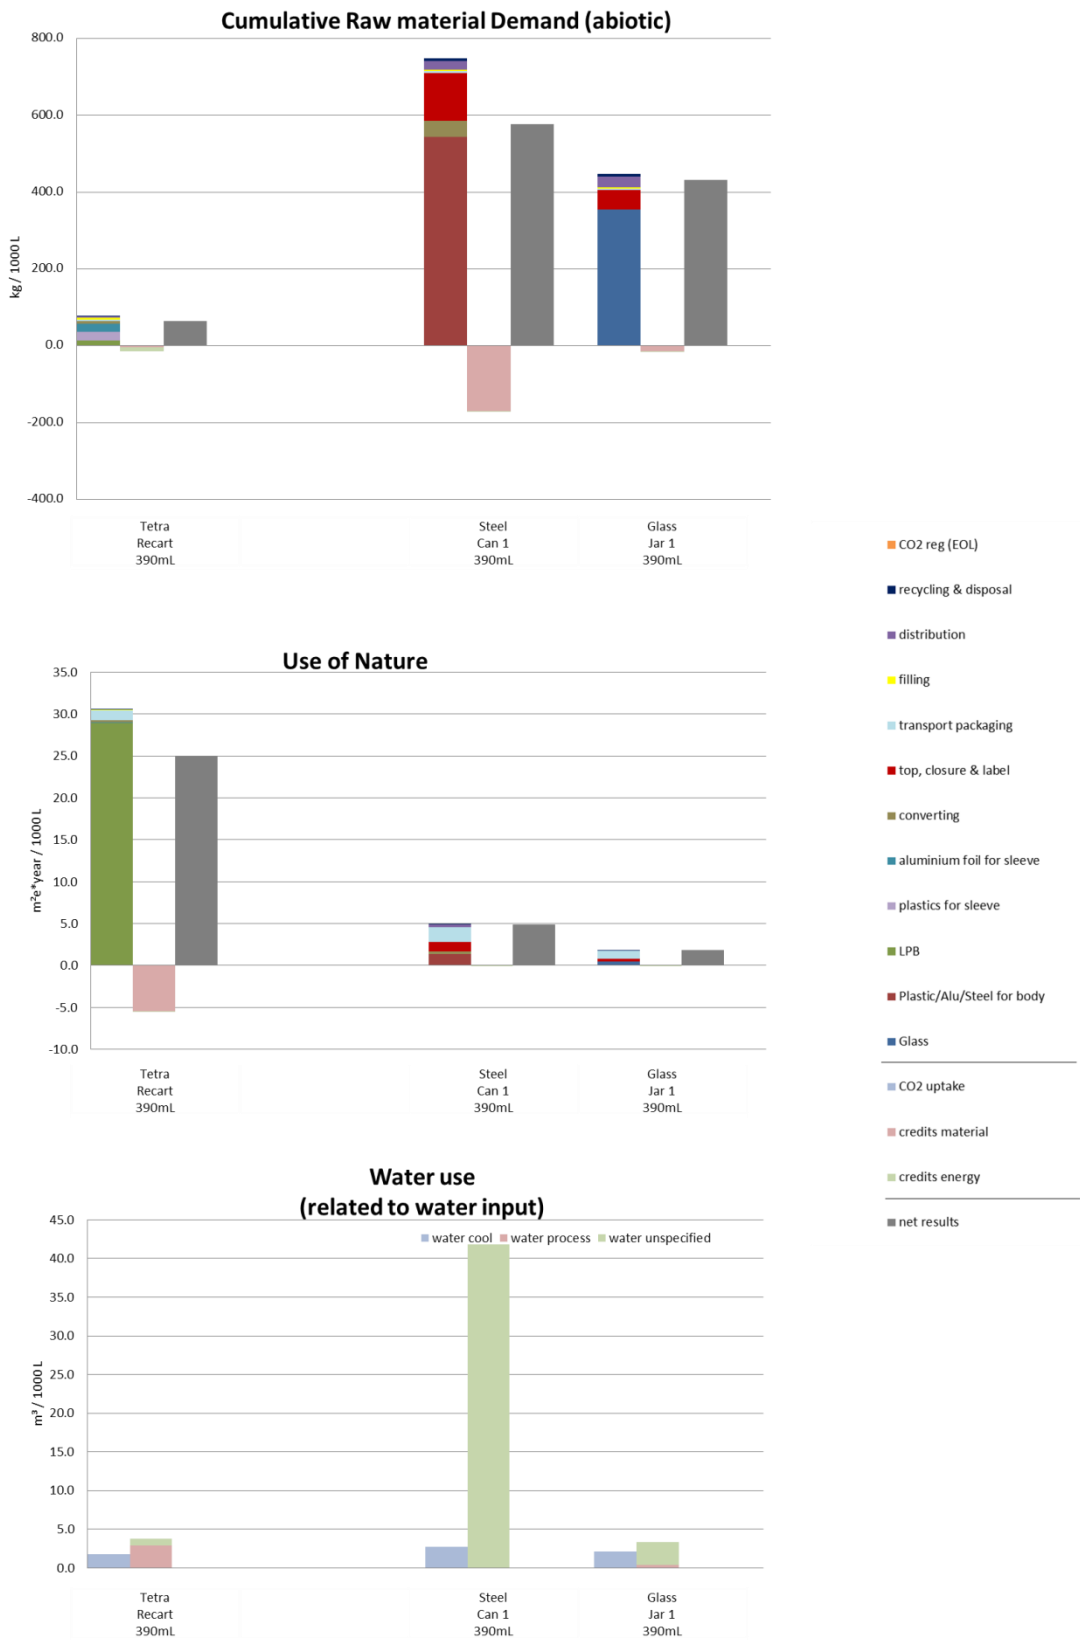 Cumulative Raw material Demand (abiotic)
800.0
600.0
400.0
200.0
0.0
-200.0
-400.0
kg / 1000 L
Tetra
Recart
390mL
Steel
Can 1
390mL
Glass
Jar 1
390mL
Use of Nature
35.0
30.0
25.0
20.0
15.0
10.0
5.0
0.0
-5.0
-10.0
m²e*year / 1000 L
Tetra
Recart
390mL
Steel
Can 1
390mL
Glass
Jar 1
390mL
Water use
(related to water input)
45.0
40.0
35.0
30.0
25.0
20.0
15.0
10.0
5.0
0.0
m³ / 1000 L
water cool water process water unspecified
Tetra
Recart
390mL
Steel
Can 1
390mL
Glass
Jar 1
390mL
CO2 reg (EOL)
recycling & disposal
distribution
filling
transport packaging
top, closure & label
converting
aluminium foil for sleeve
plastics for sleeve
LPB
Plastic/Alu/Steel for body
Glass
CO2 uptake
credits material
credits energy
net results